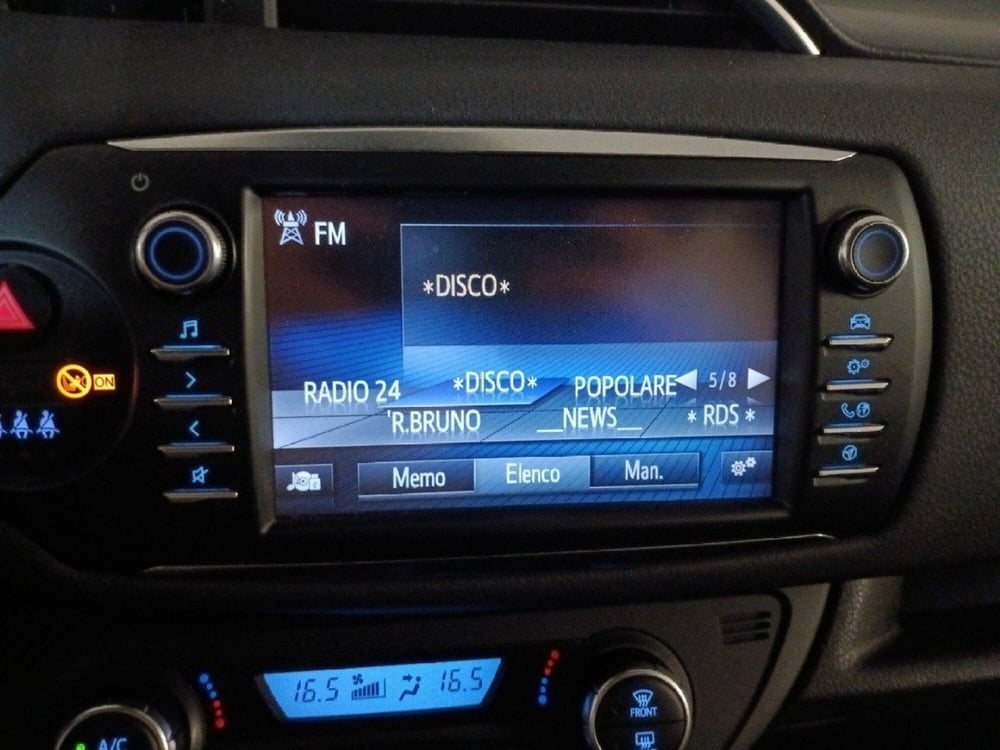 FM
*DISCO*
RADIO 24 *DISCO* POPOLARE 5/8
'R.BRUNO __NEWS__ * RDS *
Memo Elenco Man.
ON
16.5 16.5
FRONT
A/C